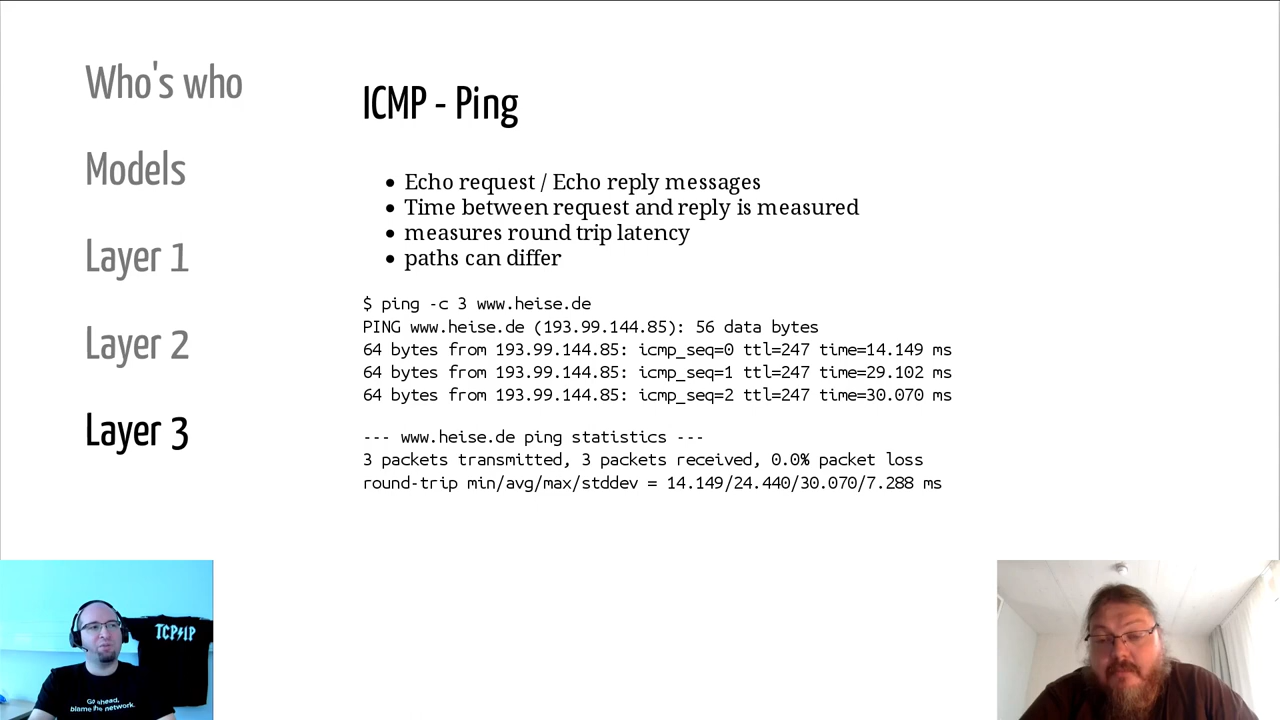 Who's who
Models
Layer 1
Layer 2
Layer 3
ICMP - Ping
• Echo request / Echo reply messages
• Time between request and reply is measured
• measures round trip latency
• paths can differ
$ ping -c 3 www.heise.de
PING www.heise.de (193.99.144.85): 56 data bytes
64 bytes from 193.99.144.85: icmp_seq=0 ttl=247 time=14.149 ms
64 bytes from 193.99.144.85: icmp_seq=1 ttl=247 time=29.102 ms
64 bytes from 193.99.144.85: icmp_seq=2 ttl=247 time=30.070 ms
--- www.heise.de ping statistics ---
3 packets transmitted, 3 packets received, 0.0% packet loss
round-trip min/avg/max/stddev = 14.149/24.440/30.070/7.288 ms
TCP/IP
Go ahead,
blame the network.